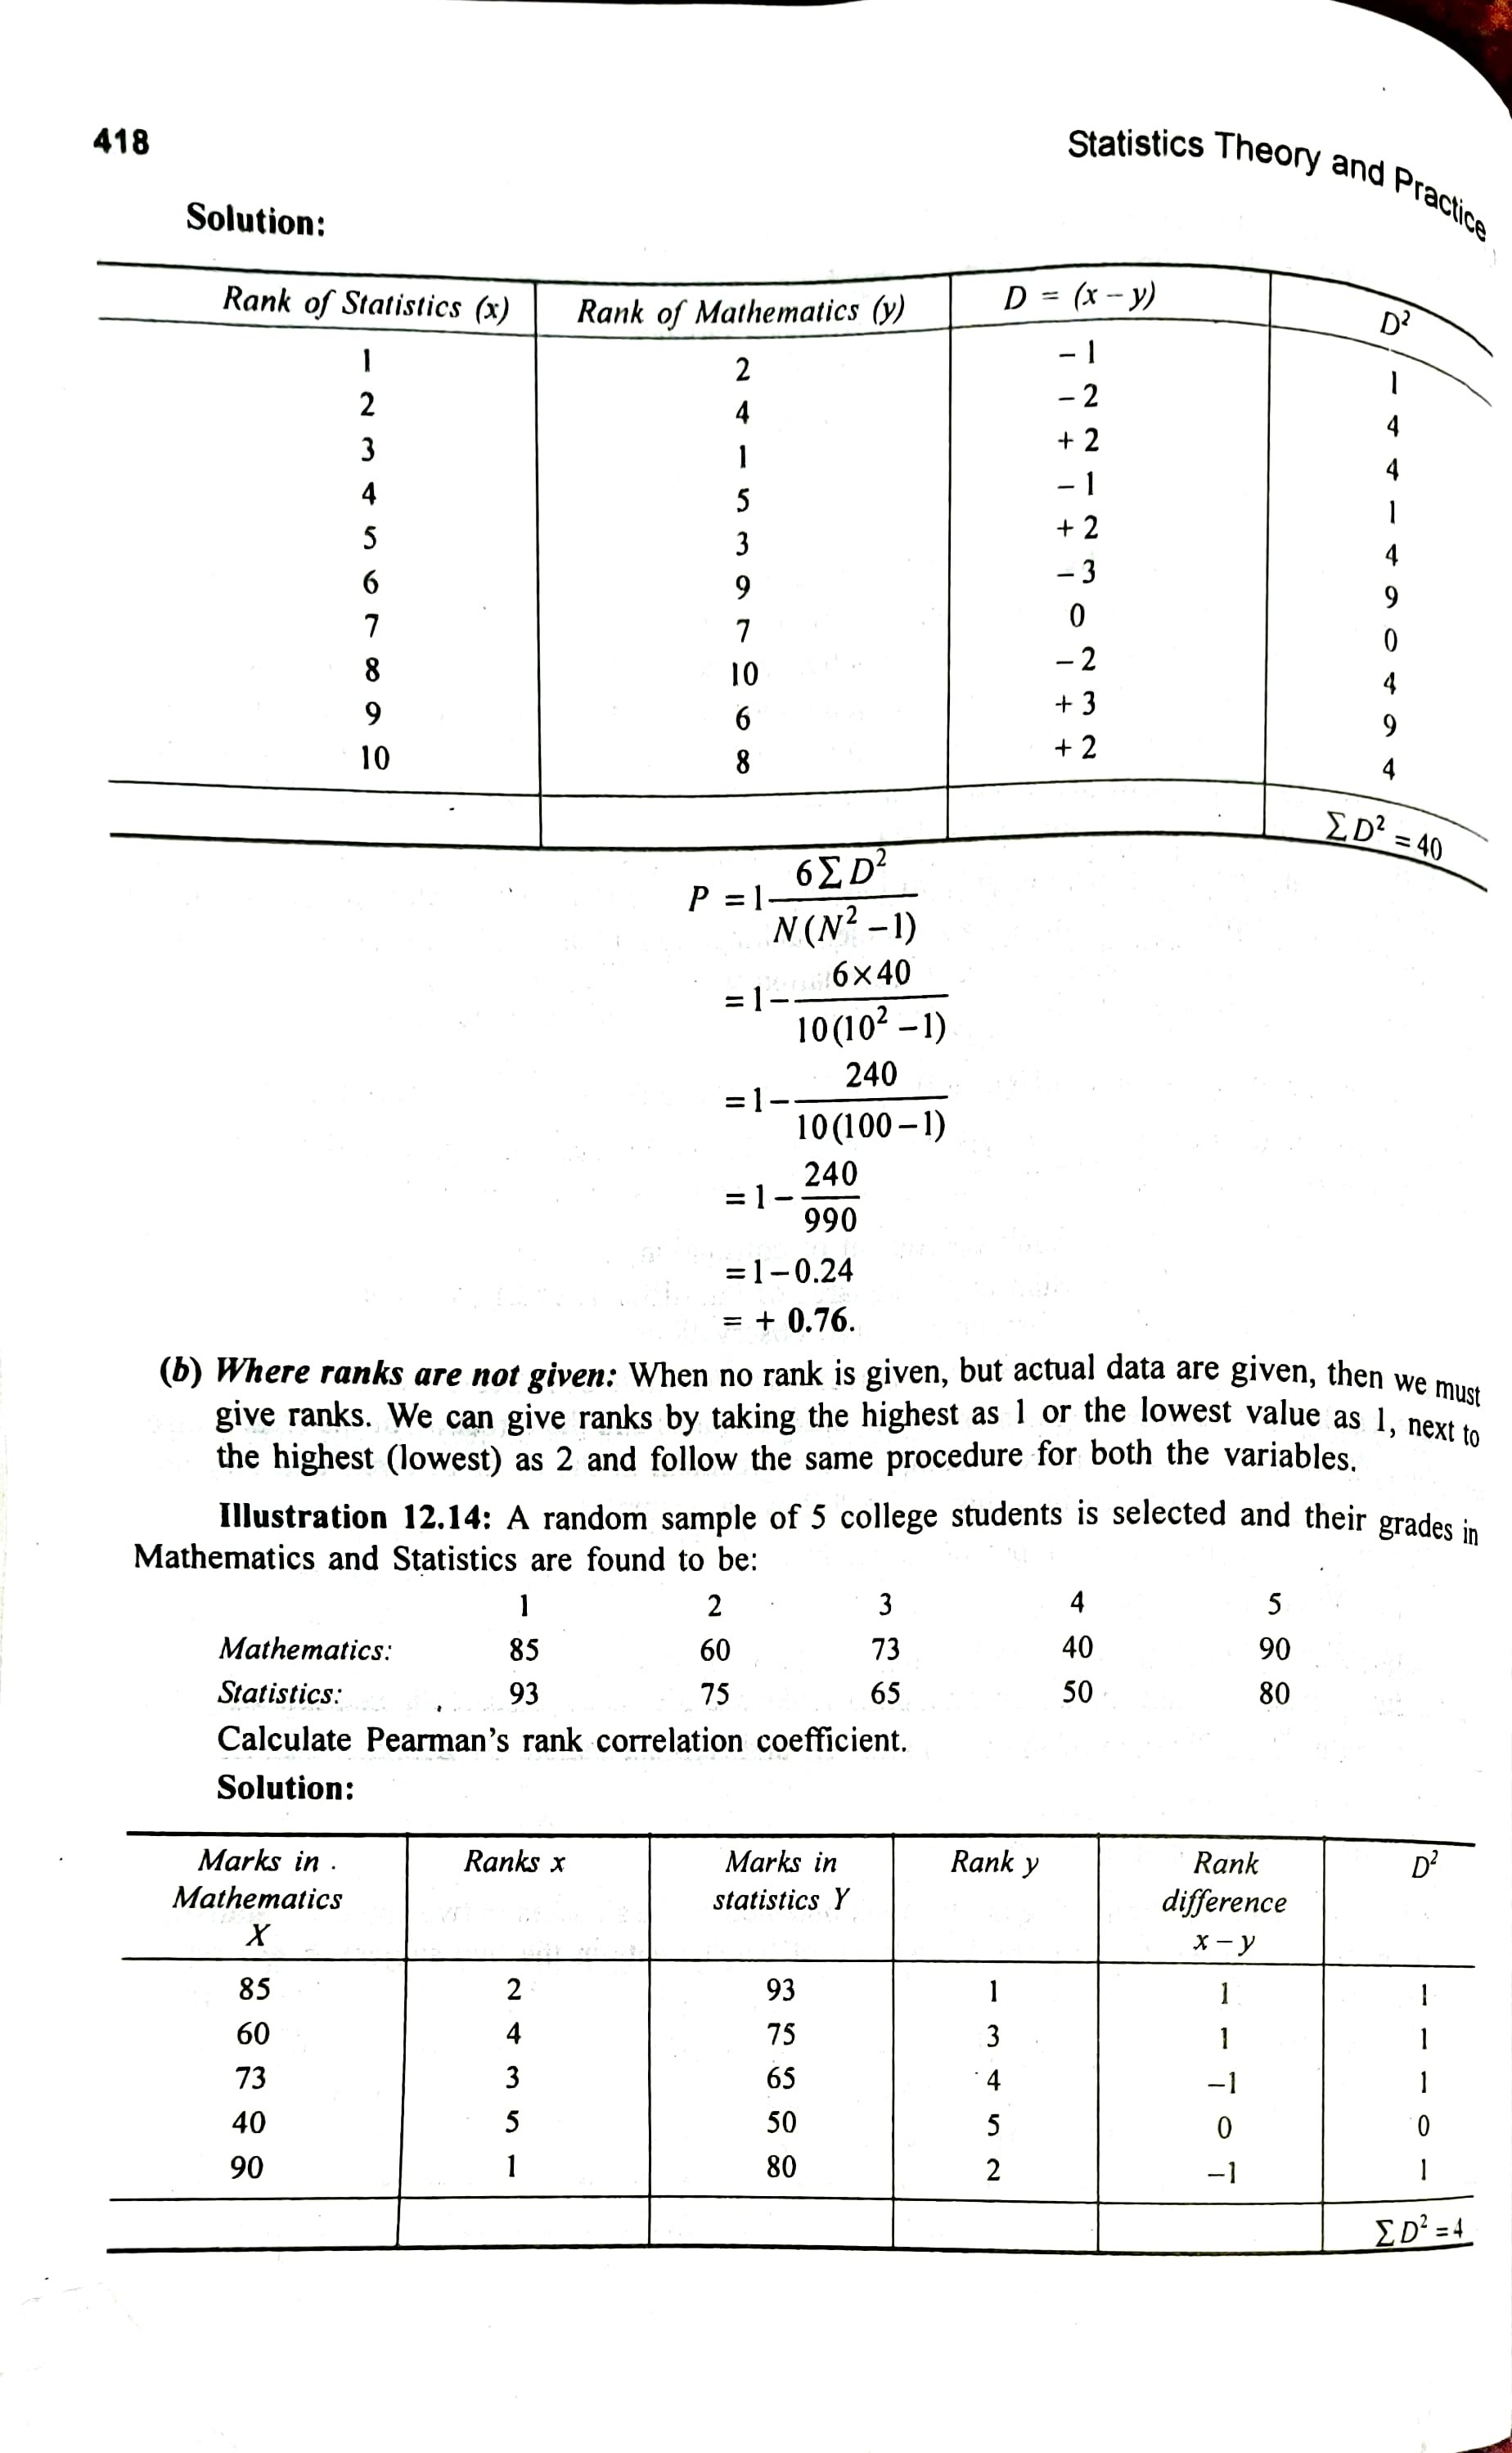 418
Statistics Theory and Practice
Solution:
Rank of Statistics (x) Rank of Mathematics (y) D = (x – y) D²
1 2 – 1 1
2 4 – 2 4
3 1 + 2 4
4 5 – 1 1
5 3 + 2 4
6 9 – 3 9
7 7 0 0
8 10 – 2 4
9 6 + 3 9
10 8 + 2 4
∑D² = 40
P = 1- 6∑D² / N(N² – 1)
= 1 – 6×40 / 10(10² – 1)
= 1 – 240 / 10(100 – 1)
= 1 – 240 / 990
= 1 – 0.24
= + 0.76.
(b) Where ranks are not given: When no rank is given, but actual data are given, then we must
give ranks. We can give ranks by taking the highest as 1 or the lowest value as 1, next to
the highest (lowest) as 2 and follow the same procedure for both the variables.
Illustration 12.14: A random sample of 5 college students is selected and their grades in
Mathematics and Statistics are found to be:
1 2 3 4 5
Mathematics: 85 60 73 40 90
Statistics: 93 75 65 50 80
Calculate Pearman's rank correlation coefficient.
Solution:
Marks in Ranks x Marks in Rank y Rank D²
Mathematics statistics Y difference
X x – y
85 2 93 1 1 1
60 4 75 3 1 1
73 3 65 4 –1 1
40 5 50 5 0 0
90 1 80 2 –1 1
∑D² = 4